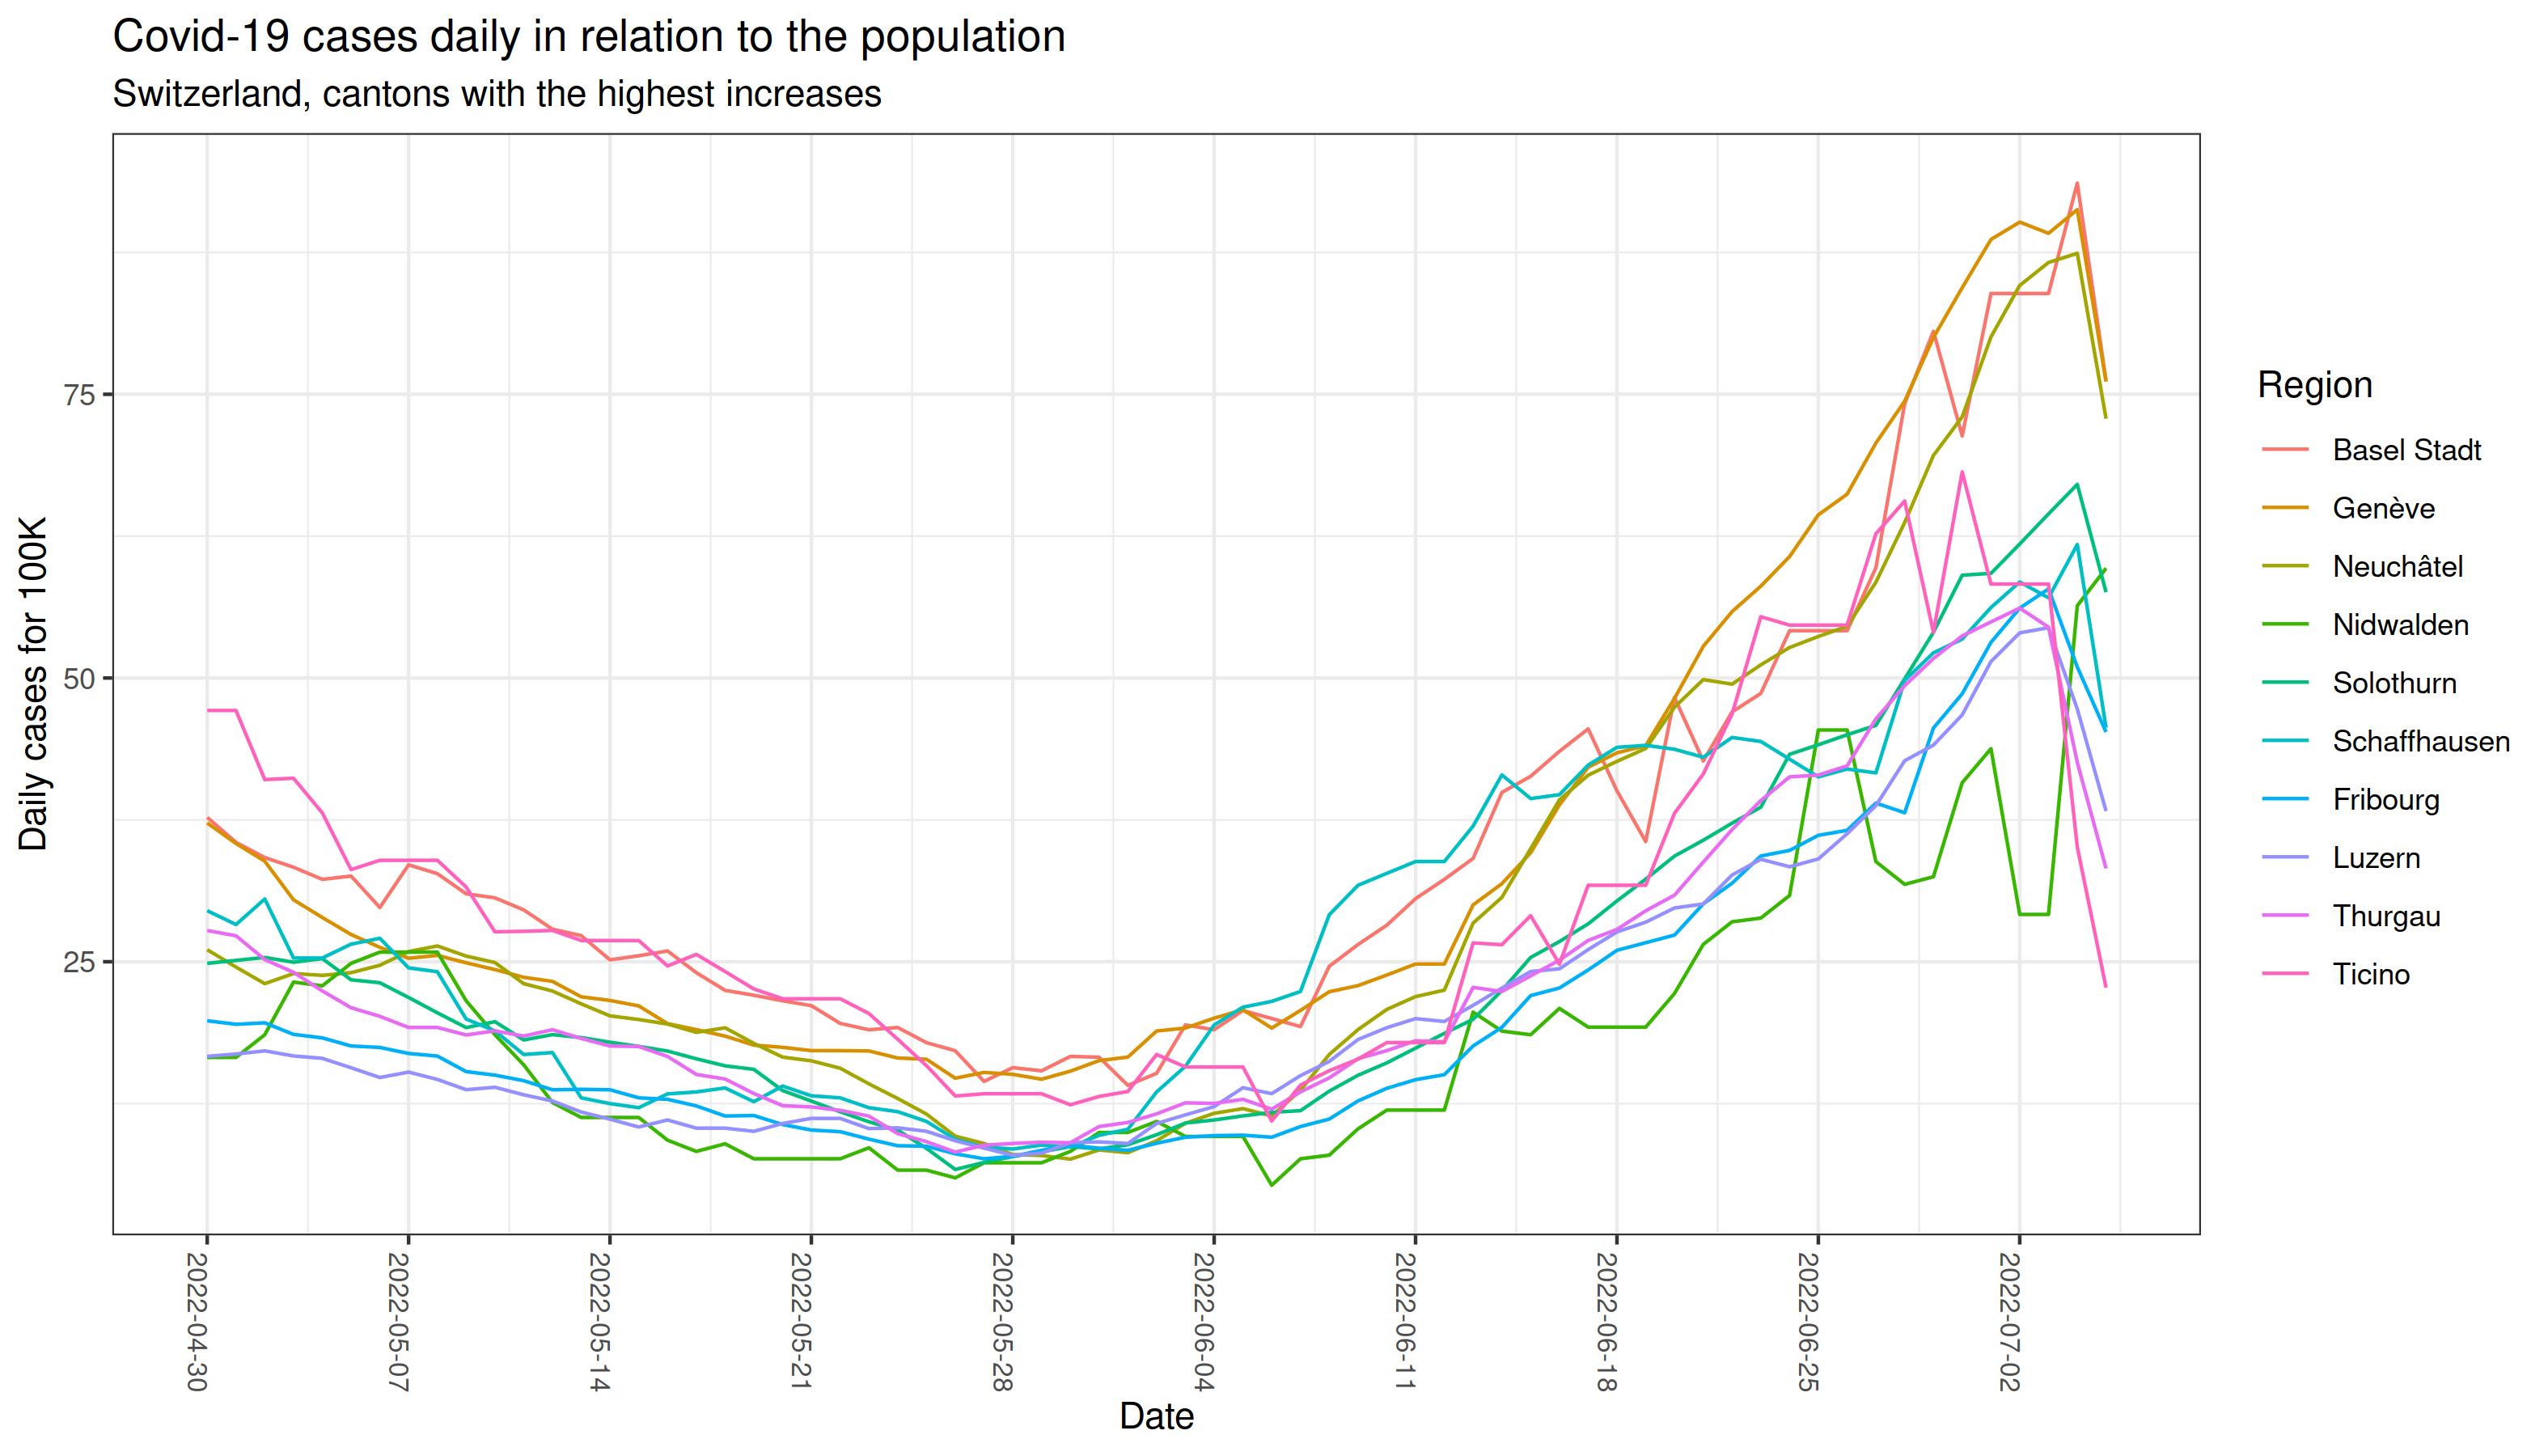 Covid-19 cases daily in relation to the population
Switzerland, cantons with the highest increases
Daily cases for 100K
75
50
25
2022-04-30
2022-05-07
2022-05-14
2022-05-21
2022-05-28
2022-06-04
2022-06-11
2022-06-18
2022-06-25
2022-07-02
Date
Region
Basel Stadt
Genève
Neuchâtel
Nidwalden
Solothurn
Schaffhausen
Fribourg
Luzern
Thurgau
Ticino